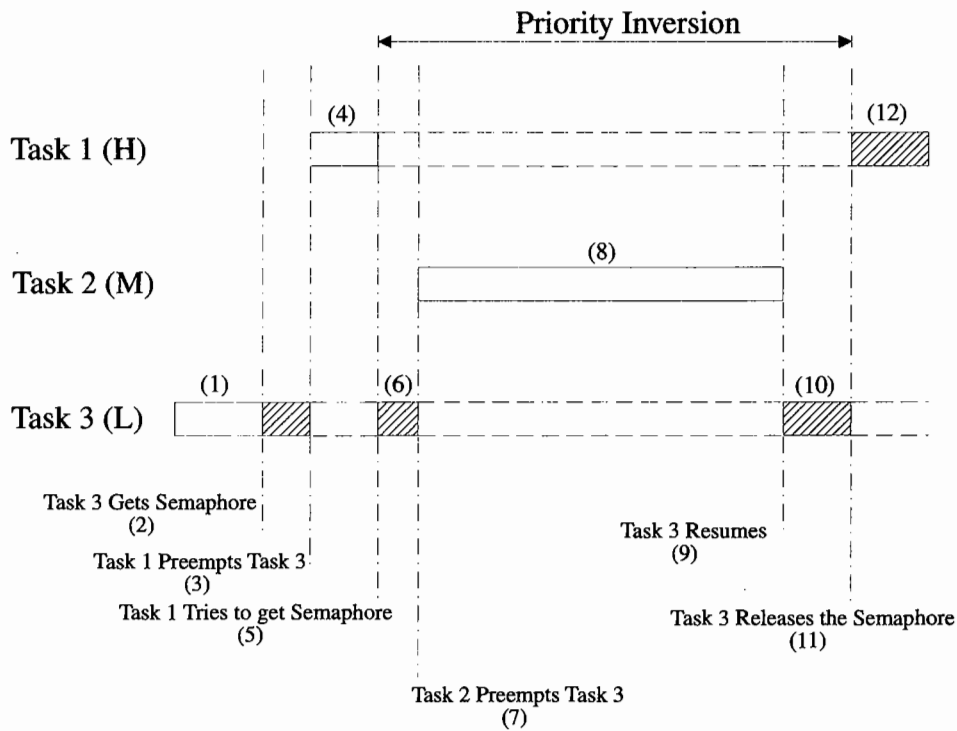 Priority Inversion
(4)
(12)
Task 1 (H)
(8)
Task 2 (M)
(1)
(6)
(10)
Task 3 (L)
Task 3 Gets Semaphore
(2)
Task 3 Resumes
(9)
Task 1 Preempts Task 3
(3)
Task 1 Tries to get Semaphore
(5)
Task 3 Releases the Semaphore
(11)
Task 2 Preempts Task 3
(7)